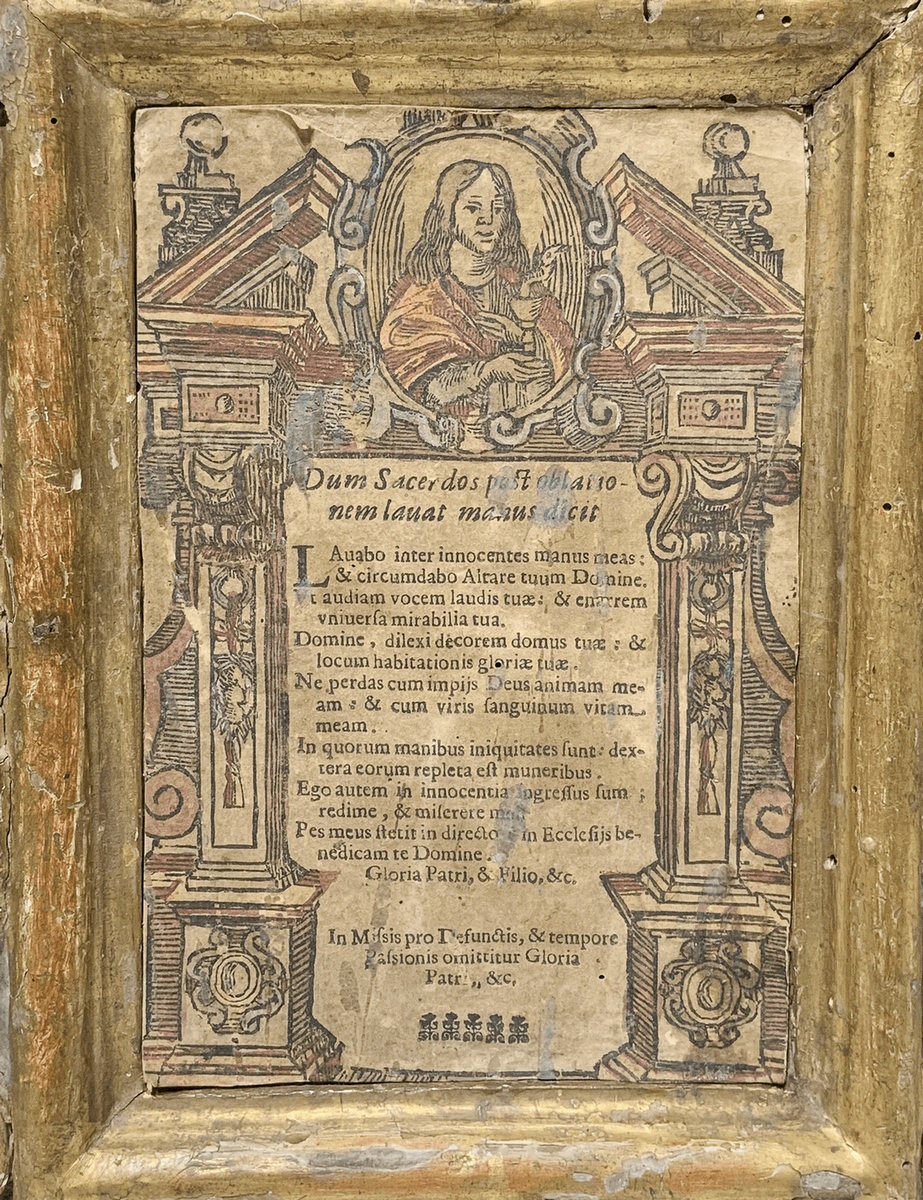 Dum Sacerdos post oblatio-
nem lavat manus dicit
LAuabo inter innocentes manus meas:
& circumdabo Altare tuum Domine.
Vt audiam vocem laudis tuæ: & enarrem
vniuerſa mirabilia tua.
Domine, dilexi decorem domus tuæ: &
locum habitationis gloriæ tuæ.
Ne perdas cum impijs Deus animam me-
am: & cum viris ſanguinum vitam
meam.
In quorum manibus iniquitates ſunt: dex-
tera eorum repleta eſt muneribus.
Ego autem in innocentia ingreſſus ſum;
redime, & miſerere
Pes meus ſtetit in directo: in Eccleſijs be-
nedicam te Domine.
Gloria Patri, & Filio, &c.
In Miſsis pro Defunctis, & tempore
Paſsionis omittitur Gloria
Patri, &c.